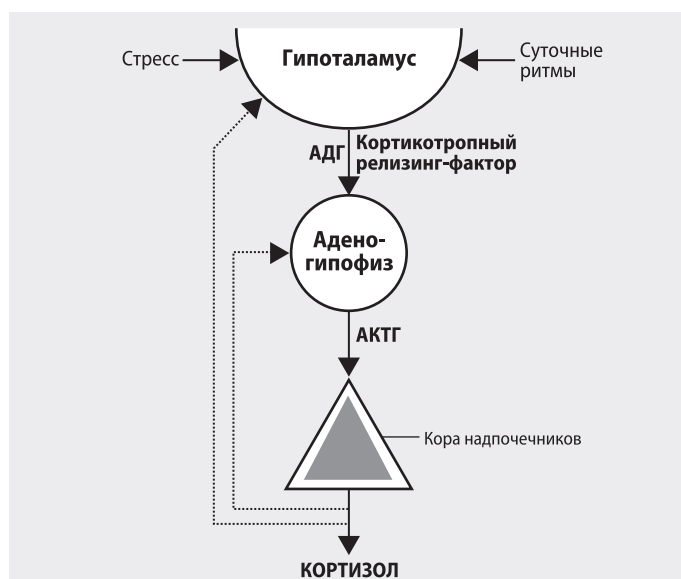 Стресс
Гипоталамус
Суточные
ритмы
АДГ
Кортикотропный
релизинг-фактор
Адено-
гипофиз
АКТГ
Кора надпочечников
КОРТИЗОЛ